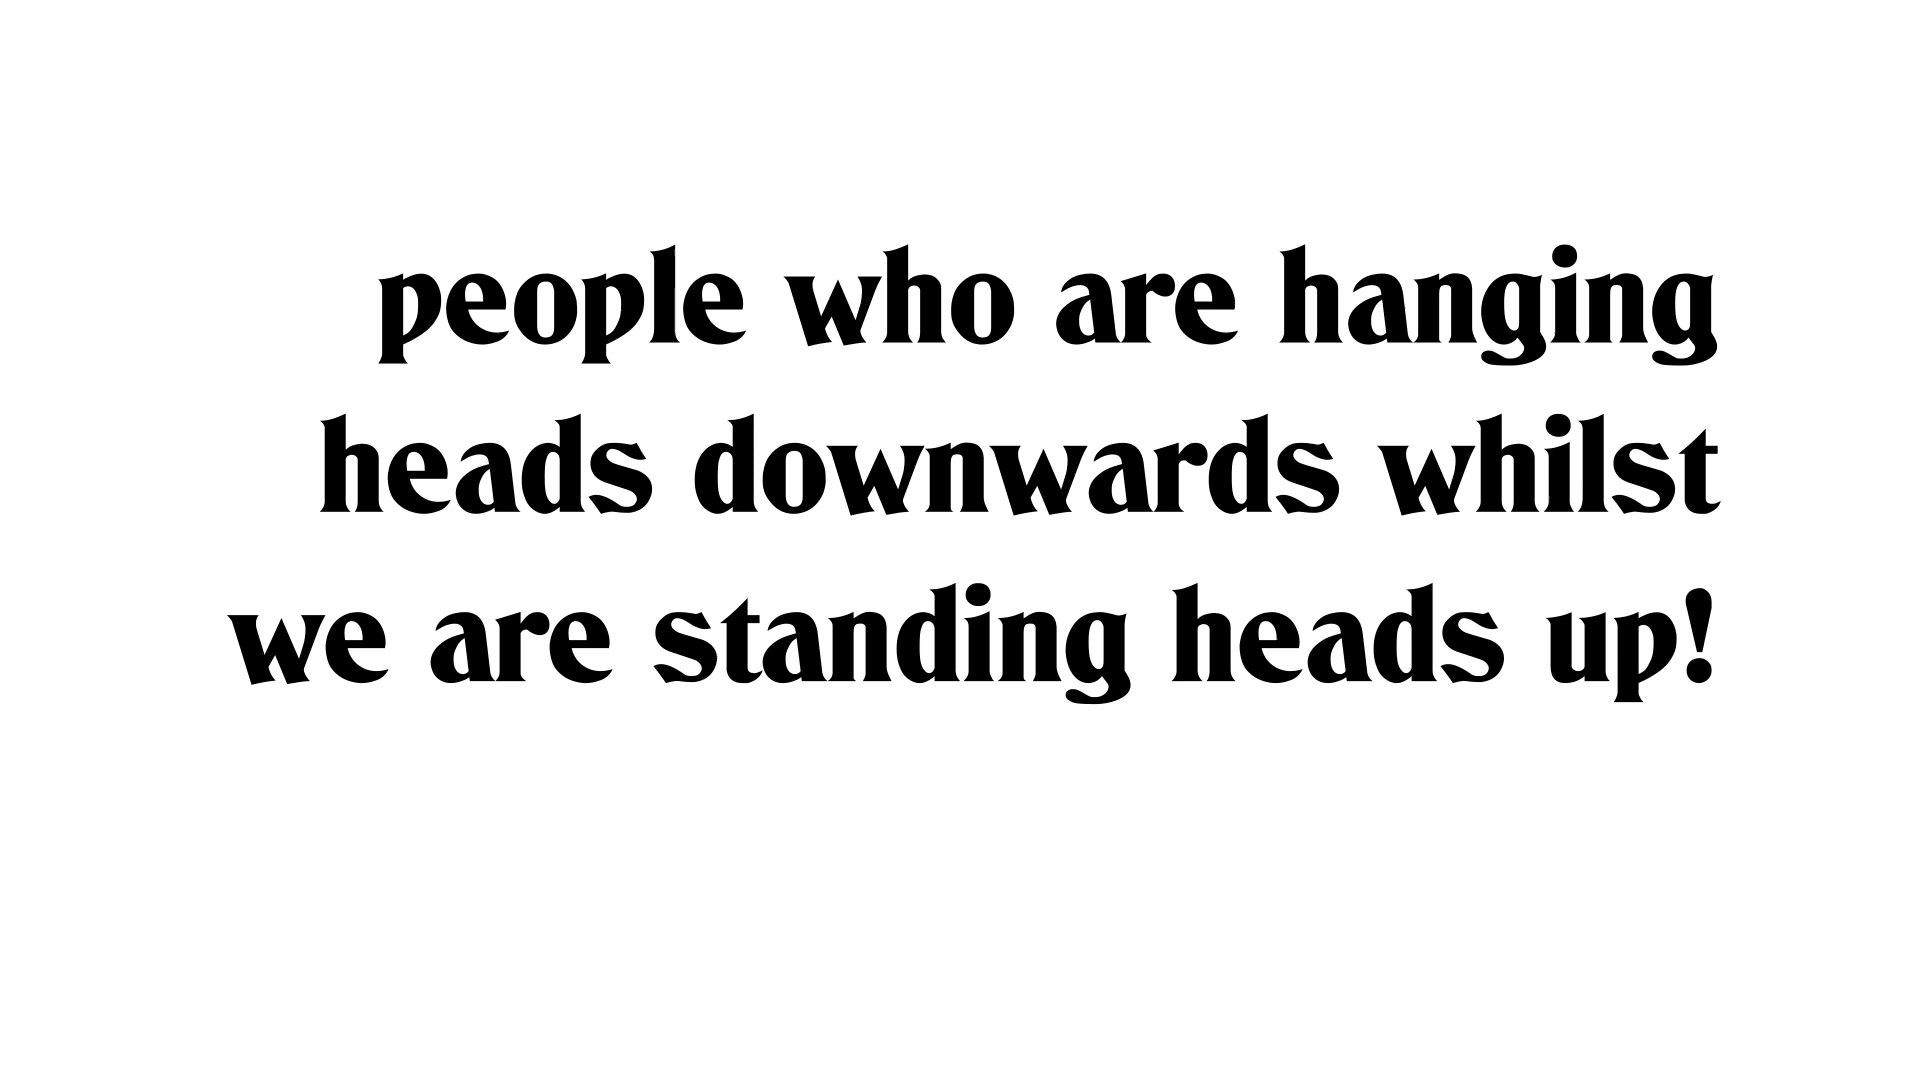 people who are hanging
heads downwards whilst
we are standing heads up!